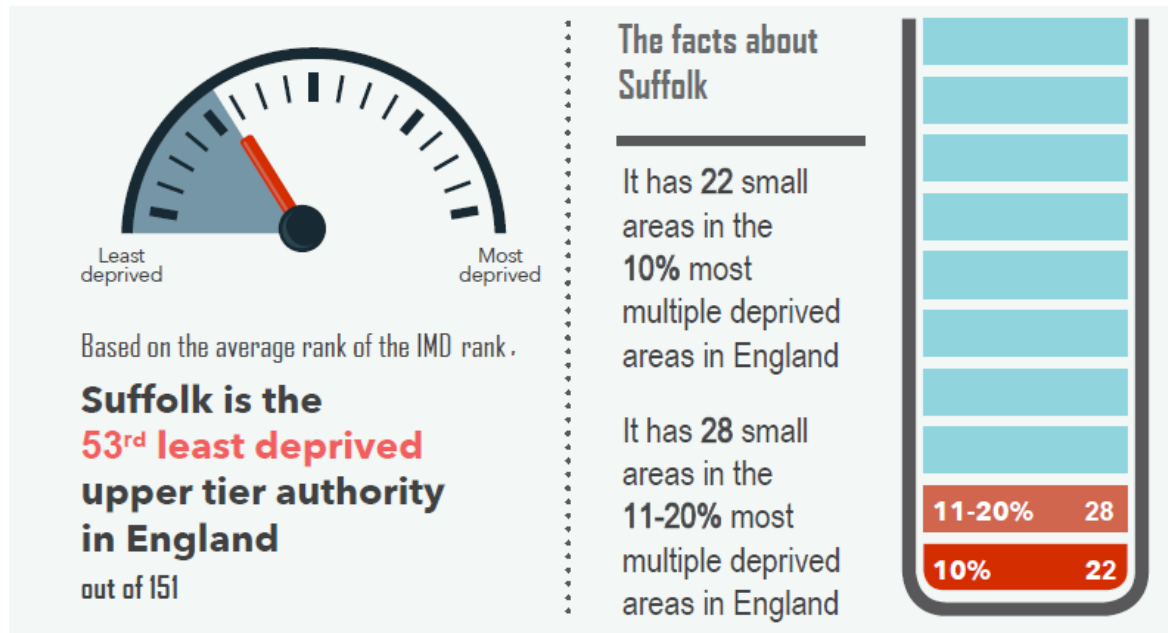 Least
deprived
Most
deprived
Based on the average rank of the IMD rank.
Suffolk is the
53rd least deprived
upper tier authority
in England
out of 151
The facts about
Suffolk
It has 22 small
areas in the
10% most
multiple deprived
areas in England
It has 28 small
areas in the
11-20% most
multiple deprived
areas in England
11-20% 28
10% 22